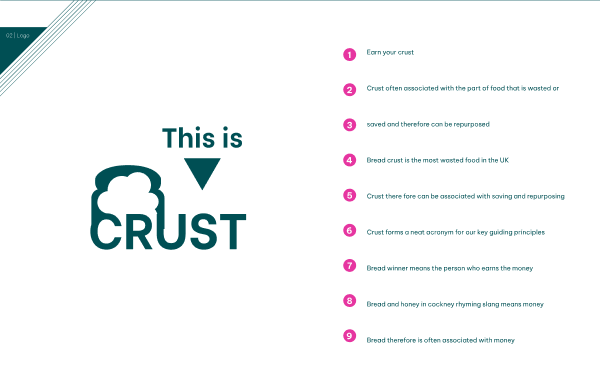 02 | Logo
This is
CRUST
1 Earn your crust
2 Crust often associated with the part of food that is wasted or
3 saved and therefore can be repurposed
4 Bread crust is the most wasted food in the UK
5 Crust there fore can be associated with saving and repurposing
6 Crust forms a neat acronym for our key guiding principles
7 Bread winner means the person who earns the money
8 Bread and honey in cockney rhyming slang means money
9 Bread therefore is often associated with money